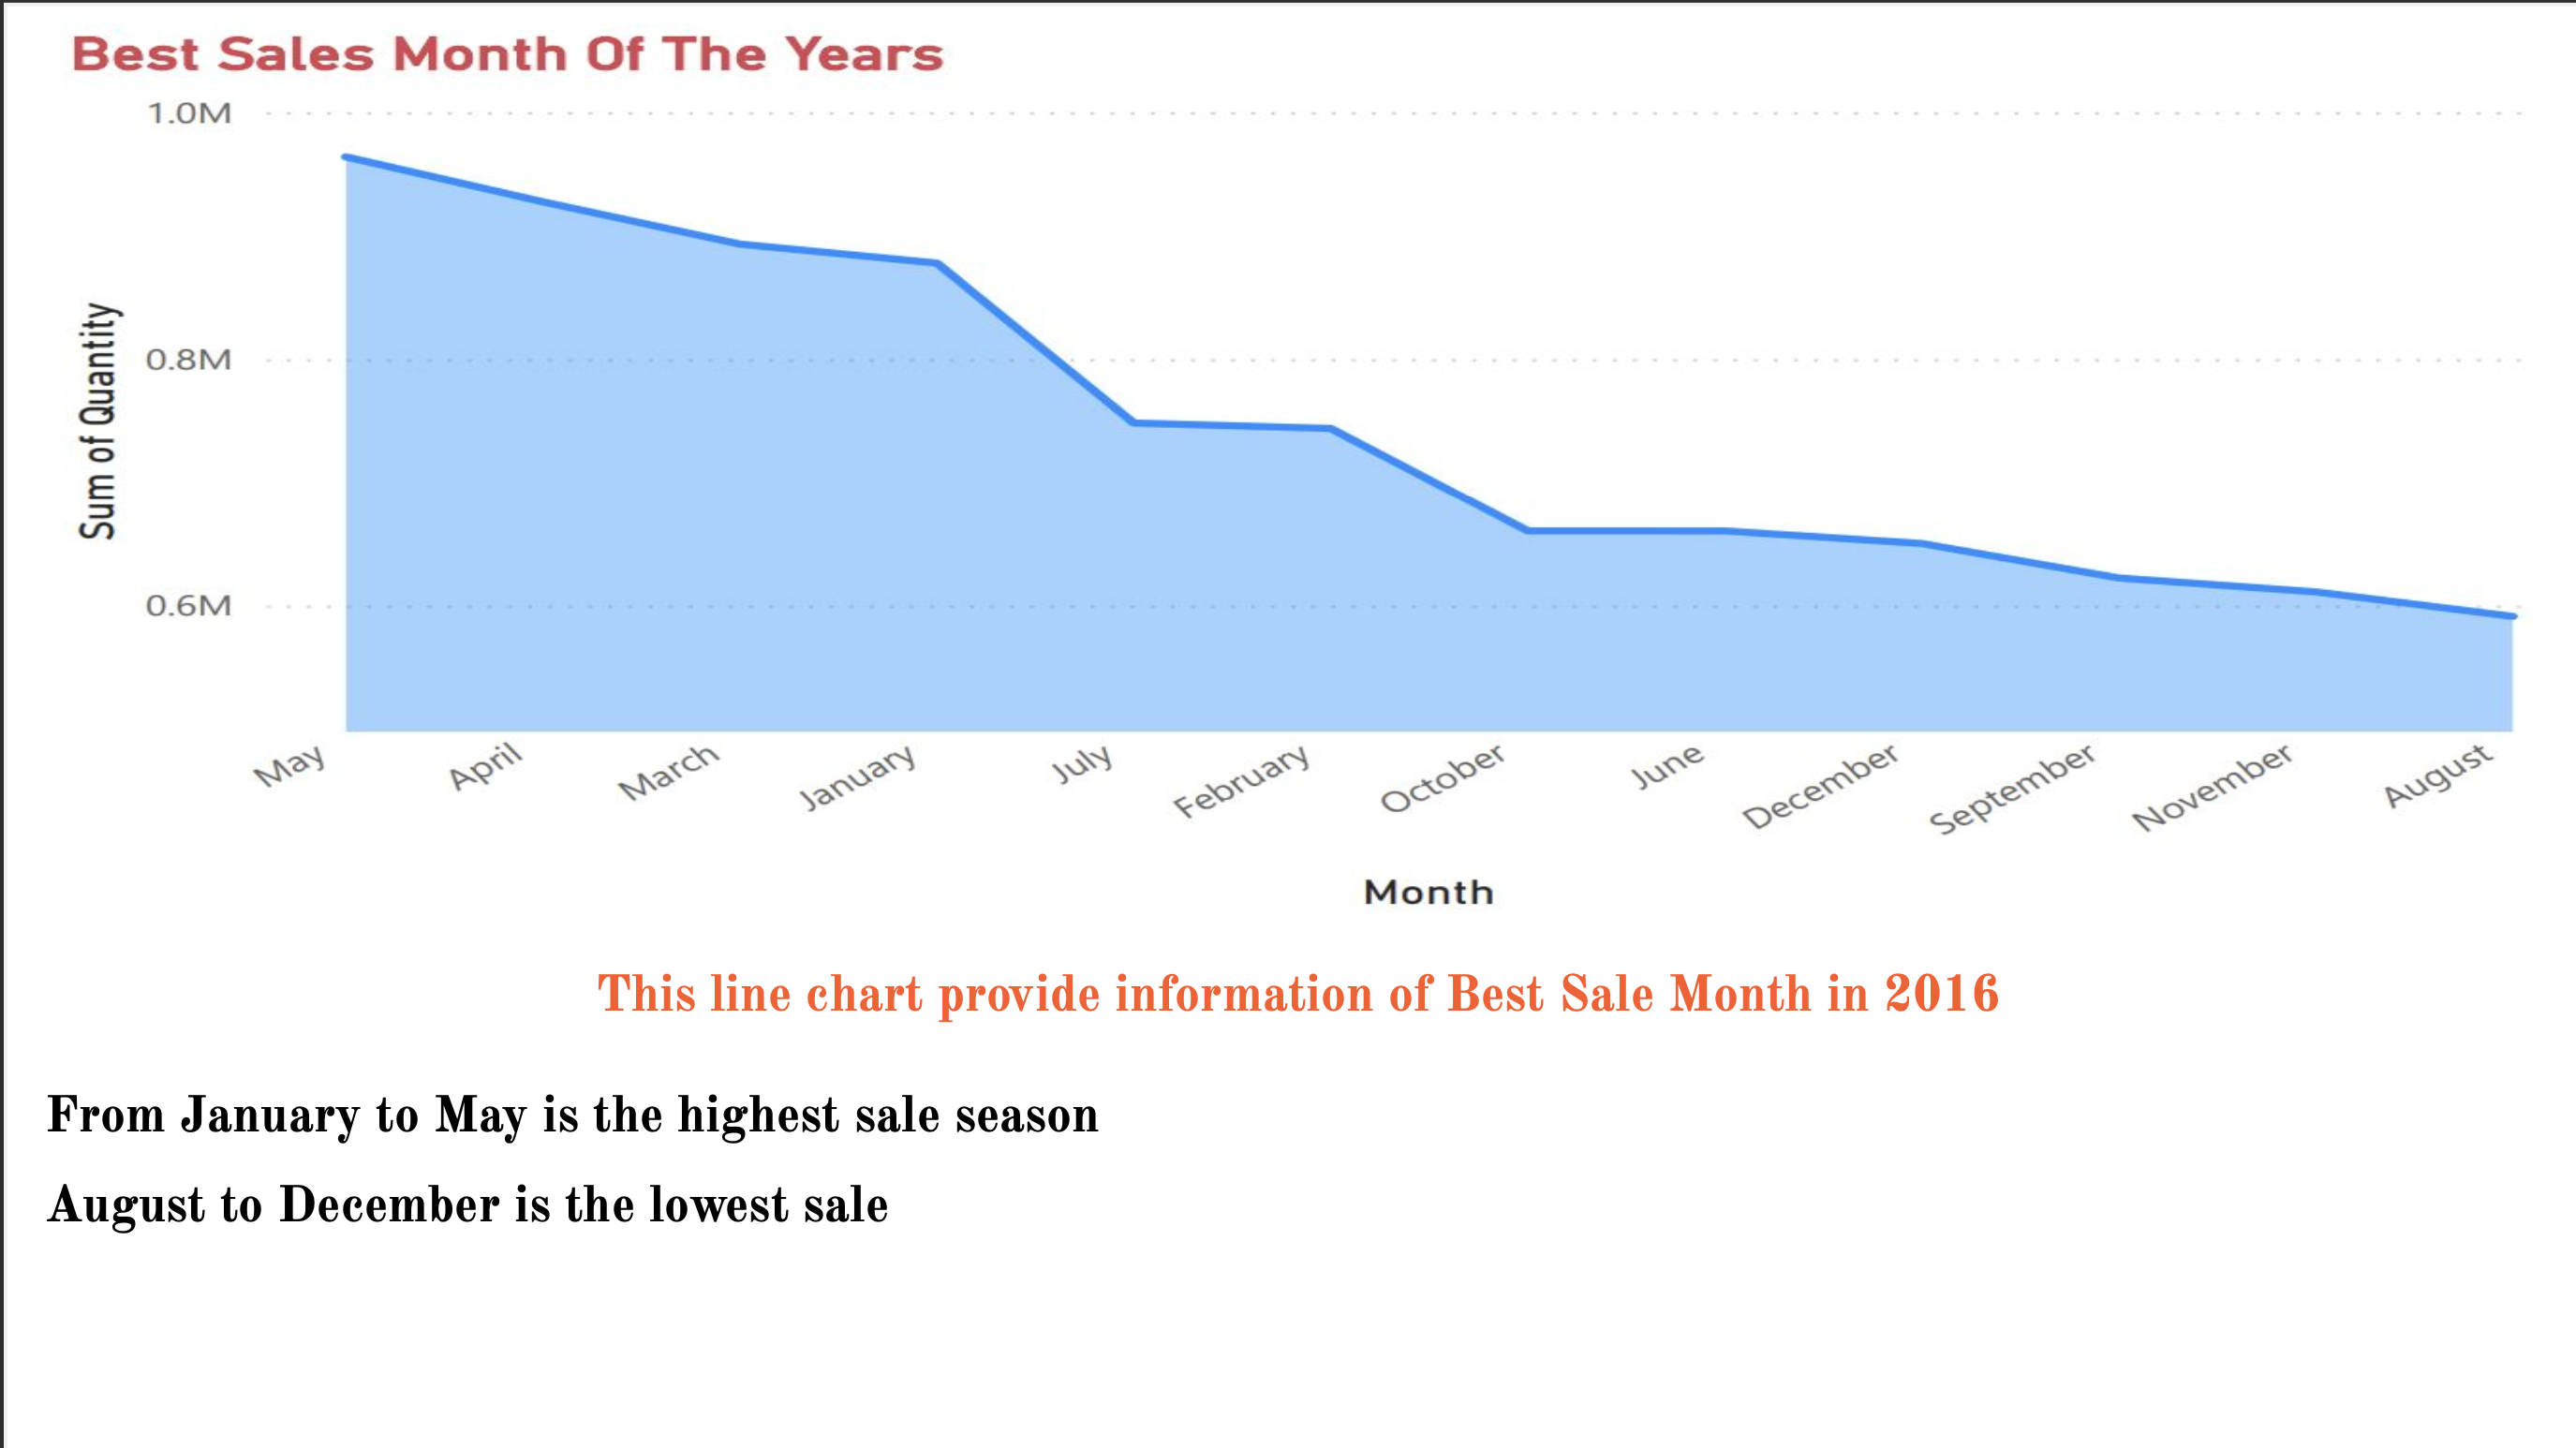 Best Sales Month Of The Years
1.0M
0.8M
0.6M
Sum of Quantity
May
April
March
January
July
February
October
June
December
September
November
August
Month
This line chart provide information of Best Sale Month in 2016
From January to May is the highest sale season
August to December is the lowest sale